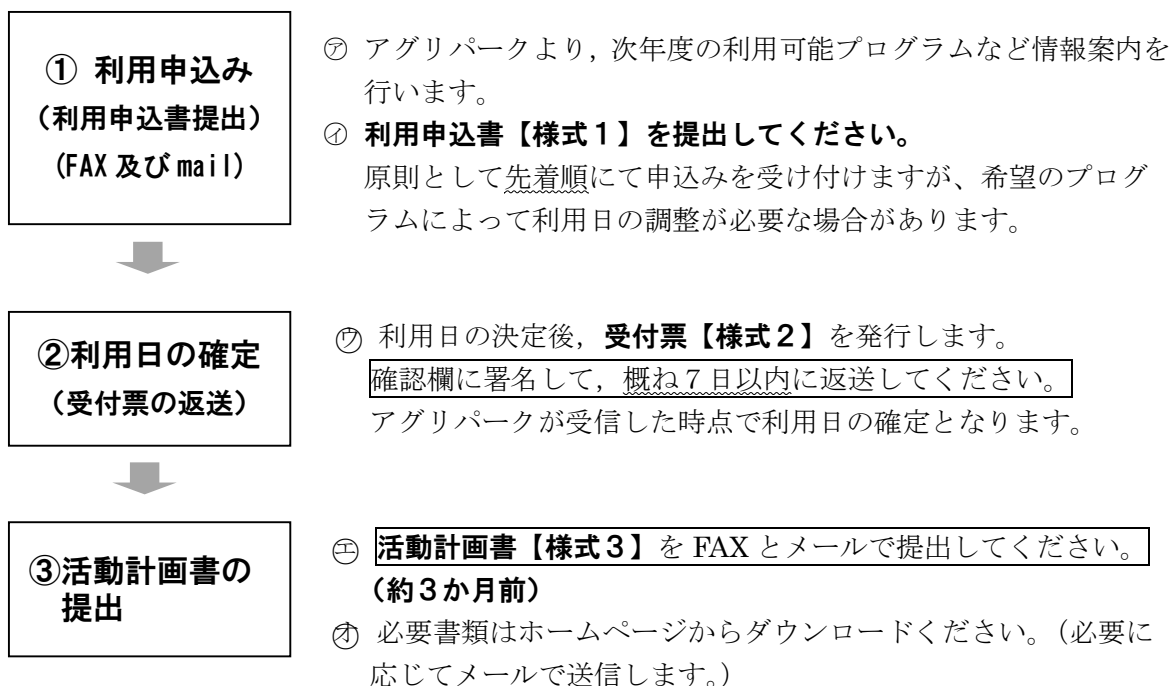 ① 利用申込み
（利用申込書提出）
(FAX 及び mail)
㋐ アグリパークより，次年度の利用可能プログラムなど情報案内を
行います。
㋑ 利用申込書【様式１】を提出してください。
原則として先着順にて申込みを受け付けますが、希望のプログ
ラムによって利用日の調整が必要な場合があります。
②利用日の確定
（受付票の返送）
㋒ 利用日の決定後，受付票【様式２】を発行します。
確認欄に署名して，概ね７日以内に返送してください。
アグリパークが受信した時点で利用日の確定となります。
③活動計画書の
提出
㋓ 活動計画書【様式３】を FAX とメールで提出してください。
（約３か月前）
㋔ 必要書類はホームページからダウンロードください。（必要に
応じてメールで送信します。）